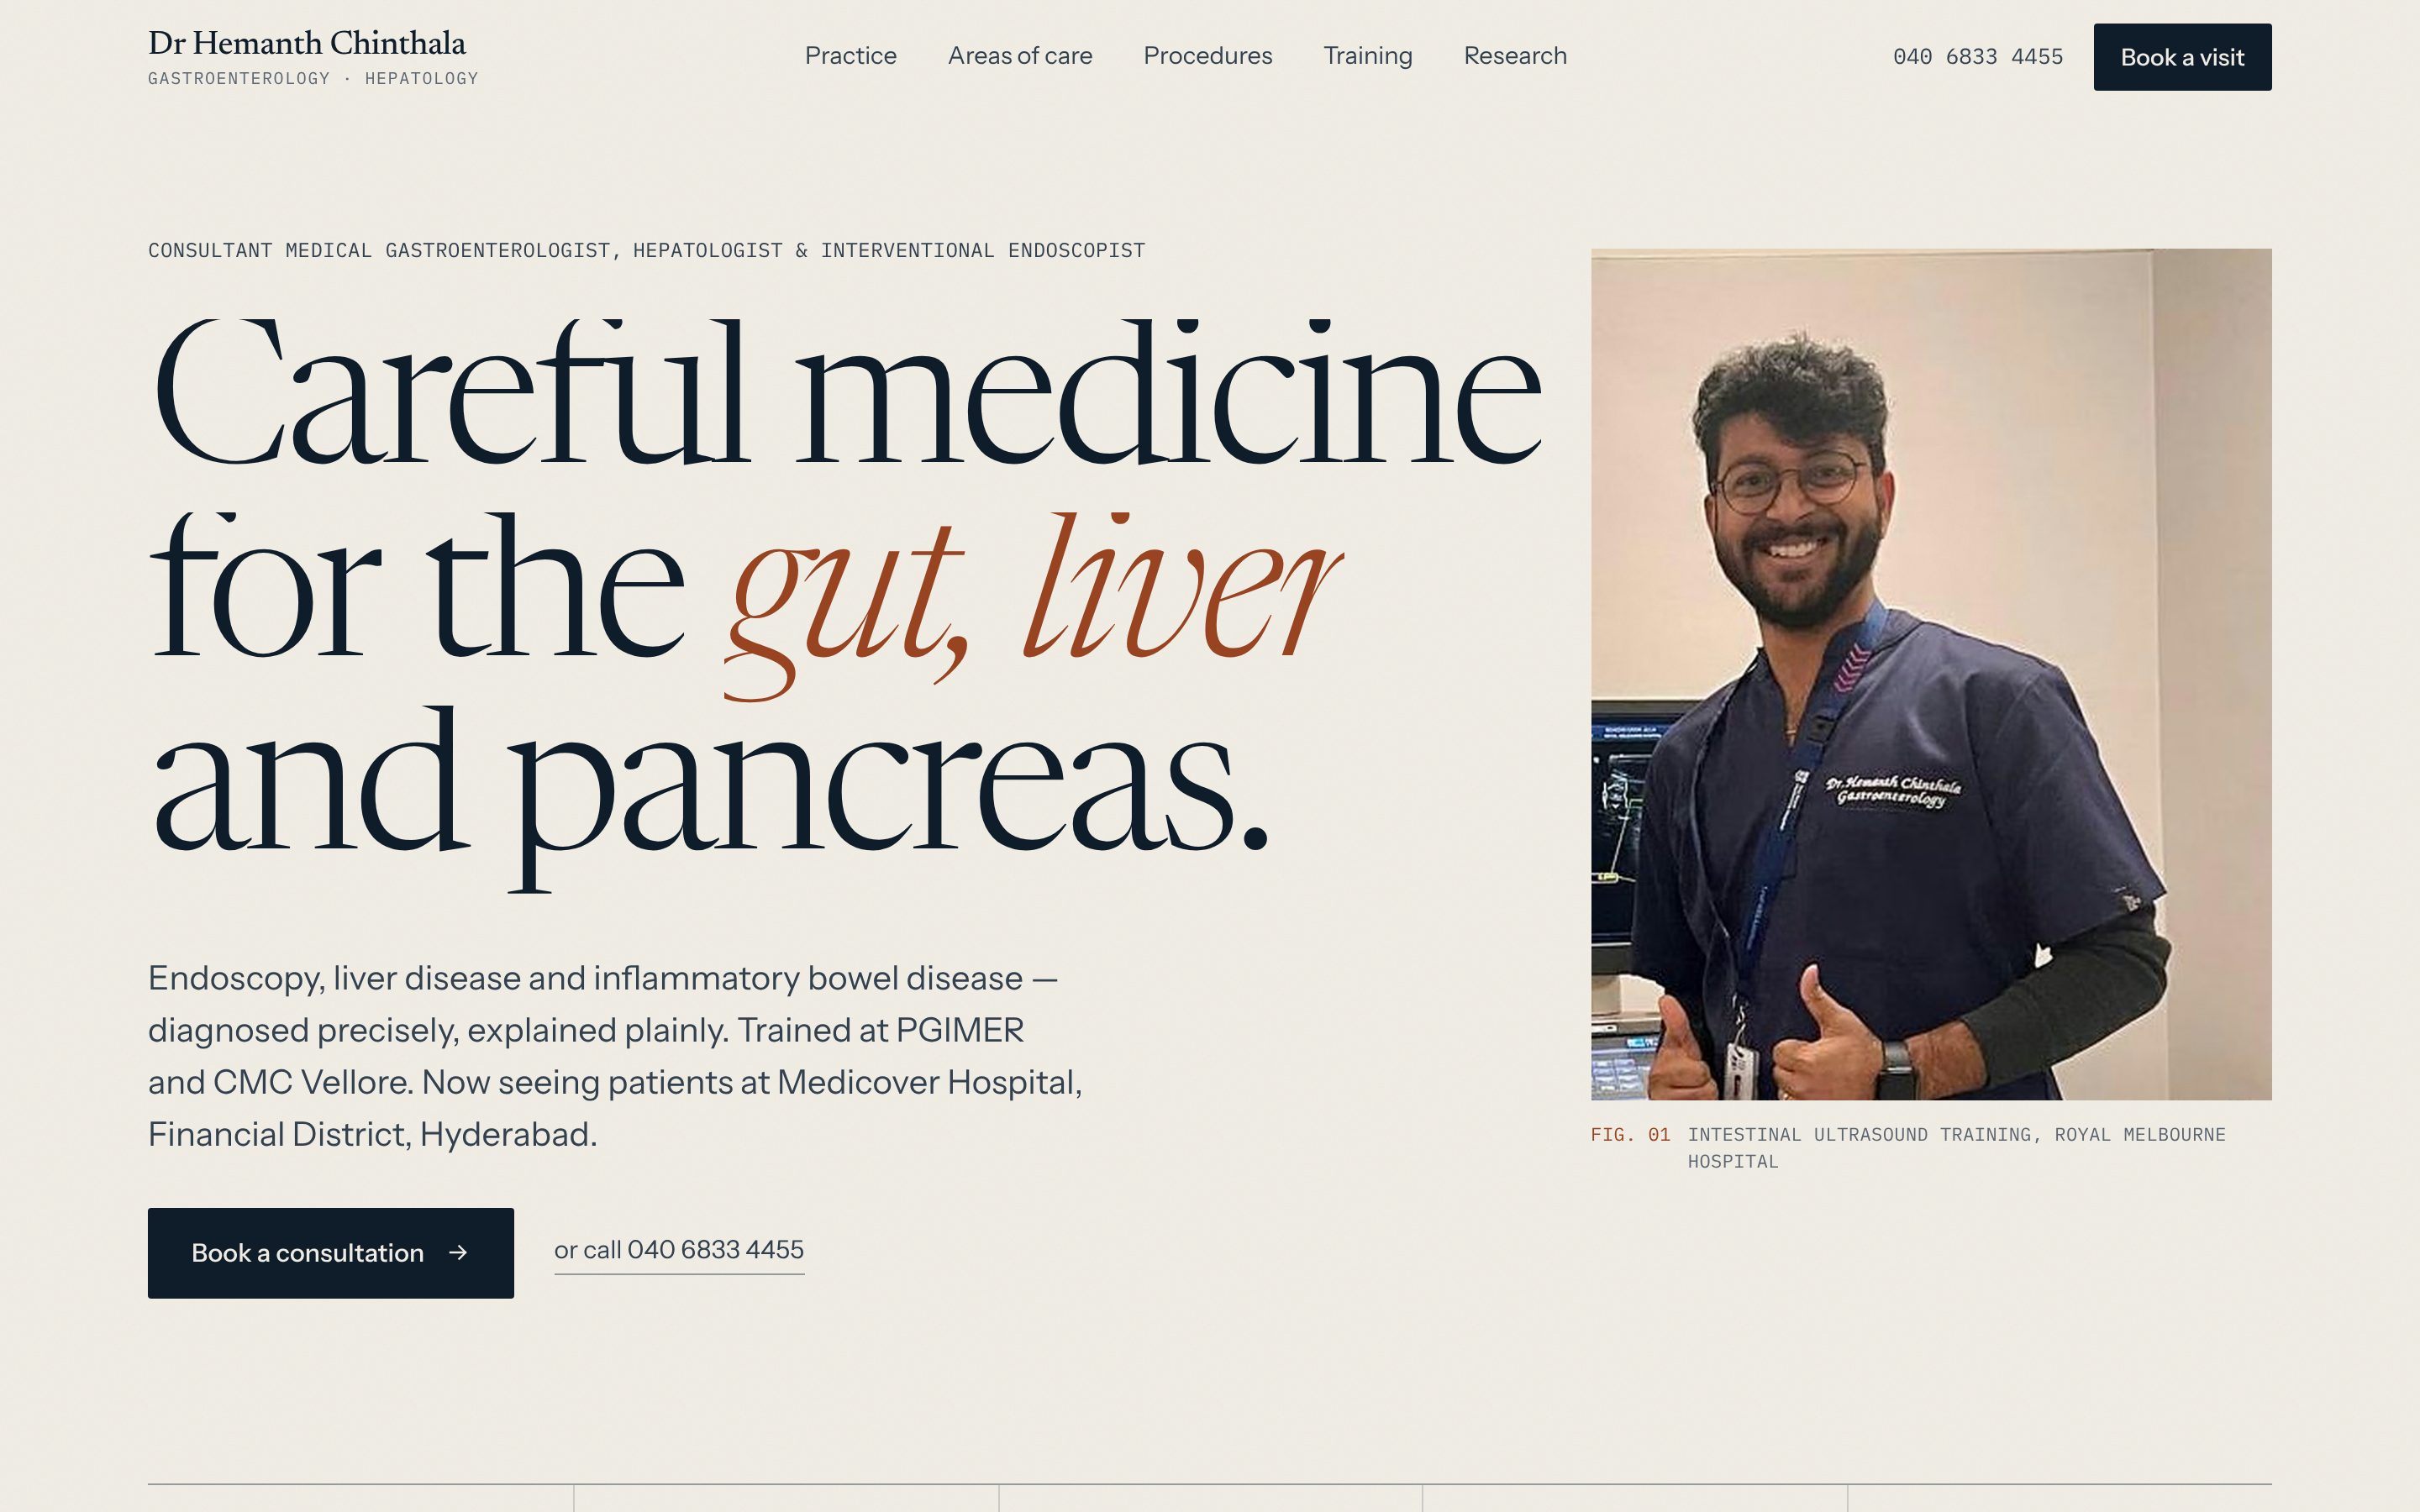 Dr Hemanth Chinthala
GASTROENTEROLOGY · HEPATOLOGY
Practice
Areas of care
Procedures
Training
Research
040 6833 4455
Book a visit
CONSULTANT MEDICAL GASTROENTEROLOGIST, HEPATOLOGIST & INTERVENTIONAL ENDOSCOPIST
Careful medicine
for the gut, liver
and pancreas.
Endoscopy, liver disease and inflammatory bowel disease —
diagnosed precisely, explained plainly. Trained at PGIMER
and CMC Vellore. Now seeing patients at Medicover Hospital,
Financial District, Hyderabad.
Book a consultation →
or call 040 6833 4455
Dr. Hemanth Chinthala
Gastroenterology
FIG. 01 INTESTINAL ULTRASOUND TRAINING, ROYAL MELBOURNE
HOSPITAL